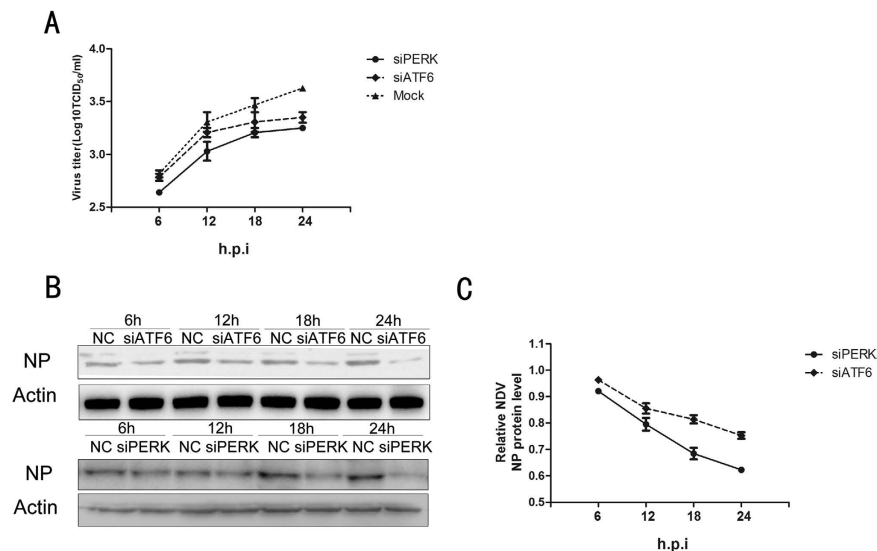 A
Virus titer(Log10TCID50/ml)
4.0
3.5
3.0
2.5
6 12 18 24
h.p.i
siPERK
siATF6
Mock
B
6h 12h 18h 24h
NC siATF6 NC siATF6 NC siATF6 NC siATF6
NP
Actin
6h 12h 18h 24h
NC siPERK NC siPERK NC siPERK NC siPERK
NP
Actin
C
Relative NDV
NP protein level
1.1
1.0
0.9
0.8
0.7
0.6
0.5
6 12 18 24
h.p.i
siPERK
siATF6